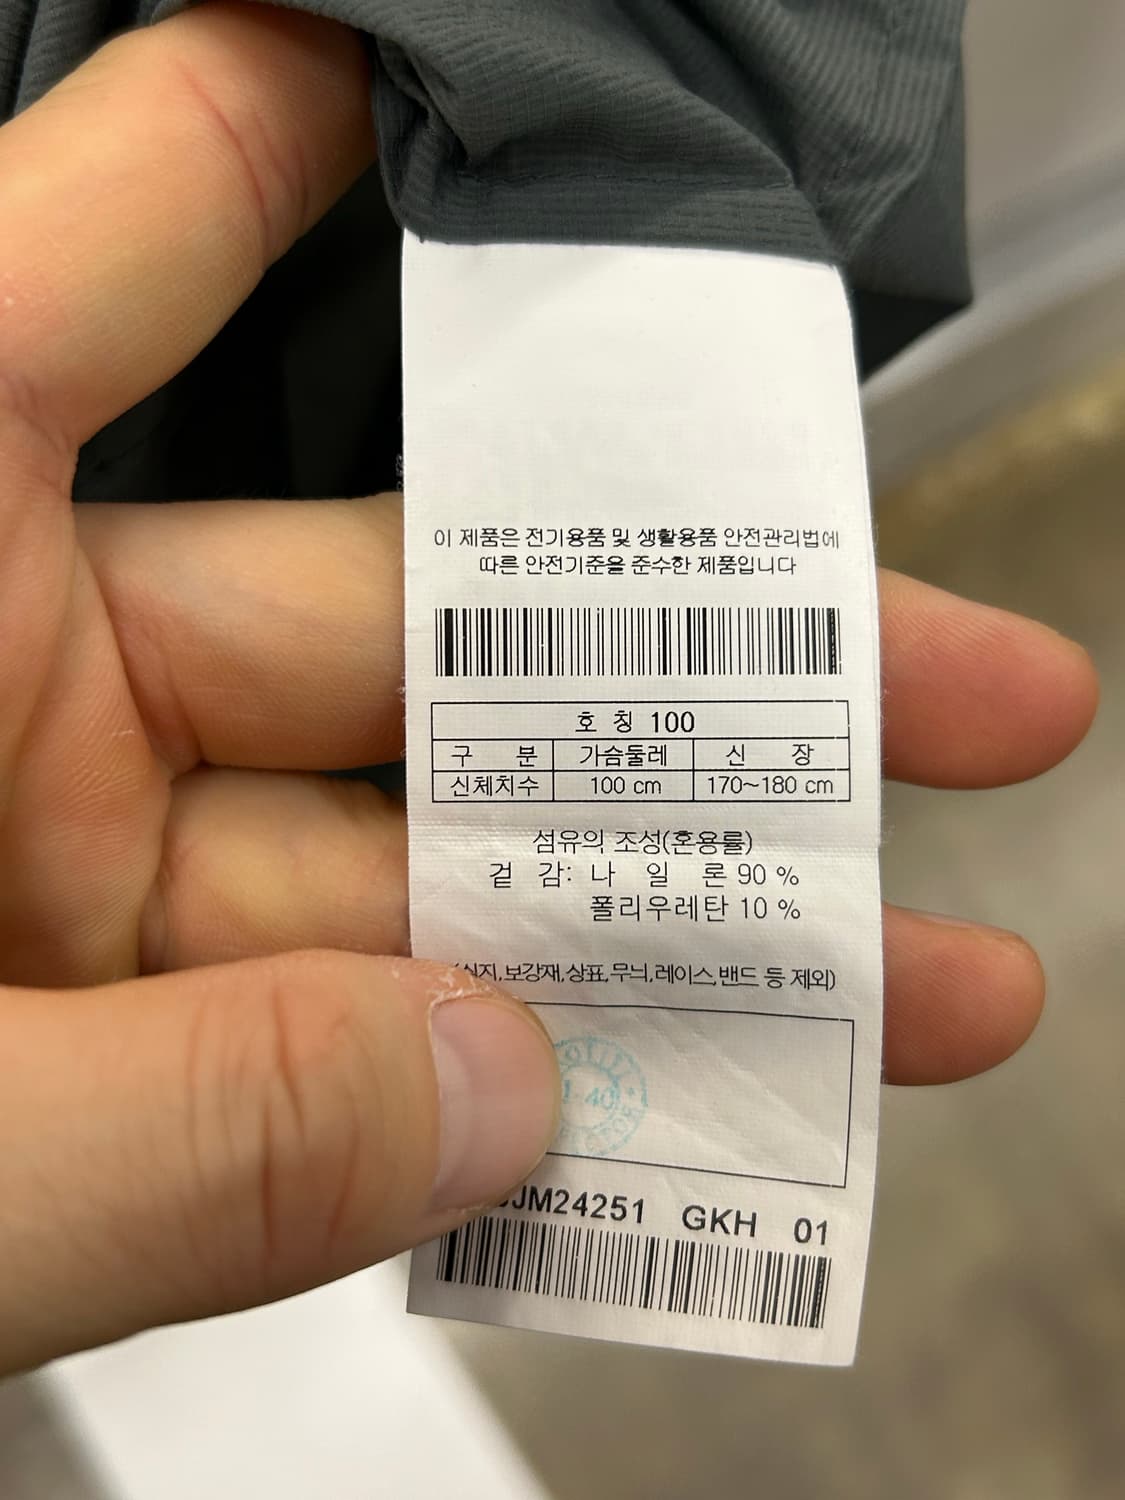 이 제품은 전기용품 및 생활용품 안전관리법에
따른 안전기준을 준수한 제품입니다
호 칭 100
구 분 가슴둘레 신 장
신체치수 100 cm 170~180 cm
섬유의 조성(혼용률)
겉 감: 나 일 론 90 %
폴리우레탄 10 %
보강재,상표,무늬,레이스,밴드 등 제외)
40
JM24251 GKH 01